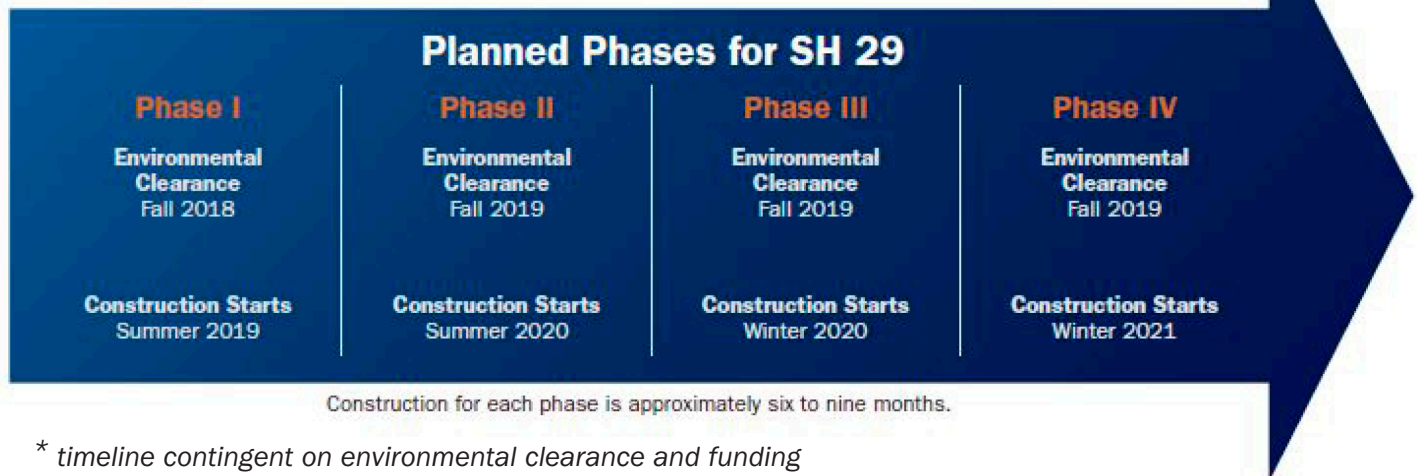 Planned Phases for SH 29
Phase I
Environmental
Clearance
Fall 2018
Construction Starts
Summer 2019
Phase II
Environmental
Clearance
Fall 2019
Construction Starts
Summer 2020
Phase III
Environmental
Clearance
Fall 2019
Construction Starts
Winter 2020
Phase IV
Environmental
Clearance
Fall 2019
Construction Starts
Winter 2021
Construction for each phase is approximately six to nine months.
* timeline contingent on environmental clearance and funding